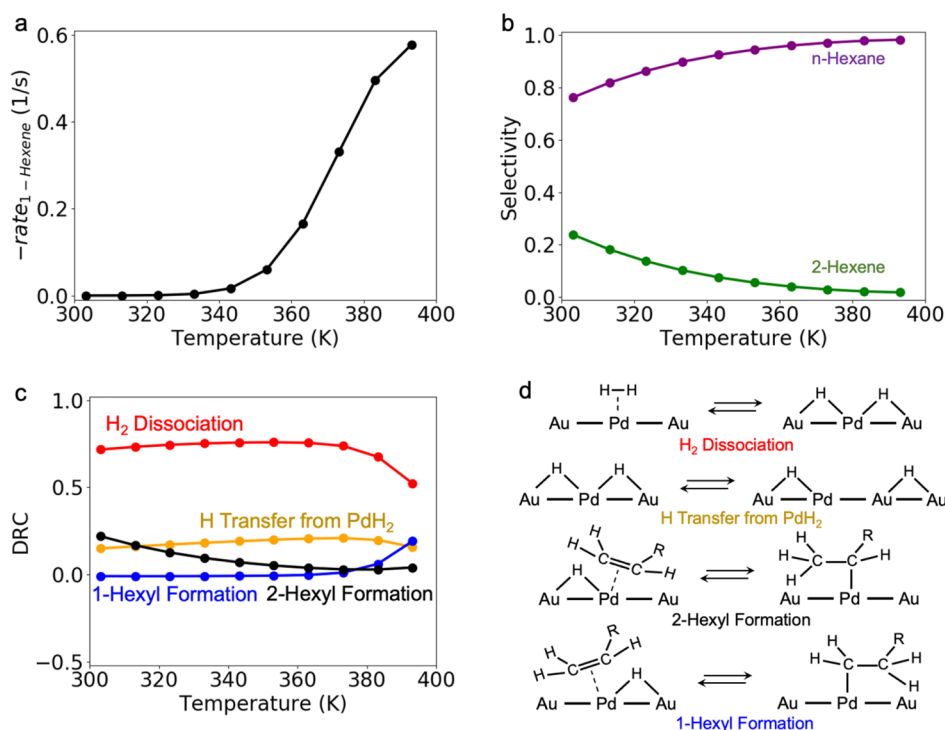 a
−rate1−Hexene (1/s)
0.6
0.4
0.2
0.0
300 320 340 360 380 400
Temperature (K)
b
Selectivity
1.0
0.8
0.6
0.4
0.2
0.0
n-Hexane
2-Hexene
300 320 340 360 380 400
Temperature (K)
c
DRC
1.0
0.5
0.0
−0.5
H2 Dissociation
H Transfer from PdH2
1-Hexyl Formation 2-Hexyl Formation
300 320 340 360 380 400
Temperature (K)
d
H H H H
Au Pd Au Au Pd Au
H2 Dissociation
H H H H
Au Pd Au Au Pd Au Au
H Transfer from PdH2
H R H R
H H H C C H
H H
Au Pd Au Au Pd Au
2-Hexyl Formation
R H R
H H H C C H
H H H
Au Pd Au Au Pd Au
1-Hexyl Formation